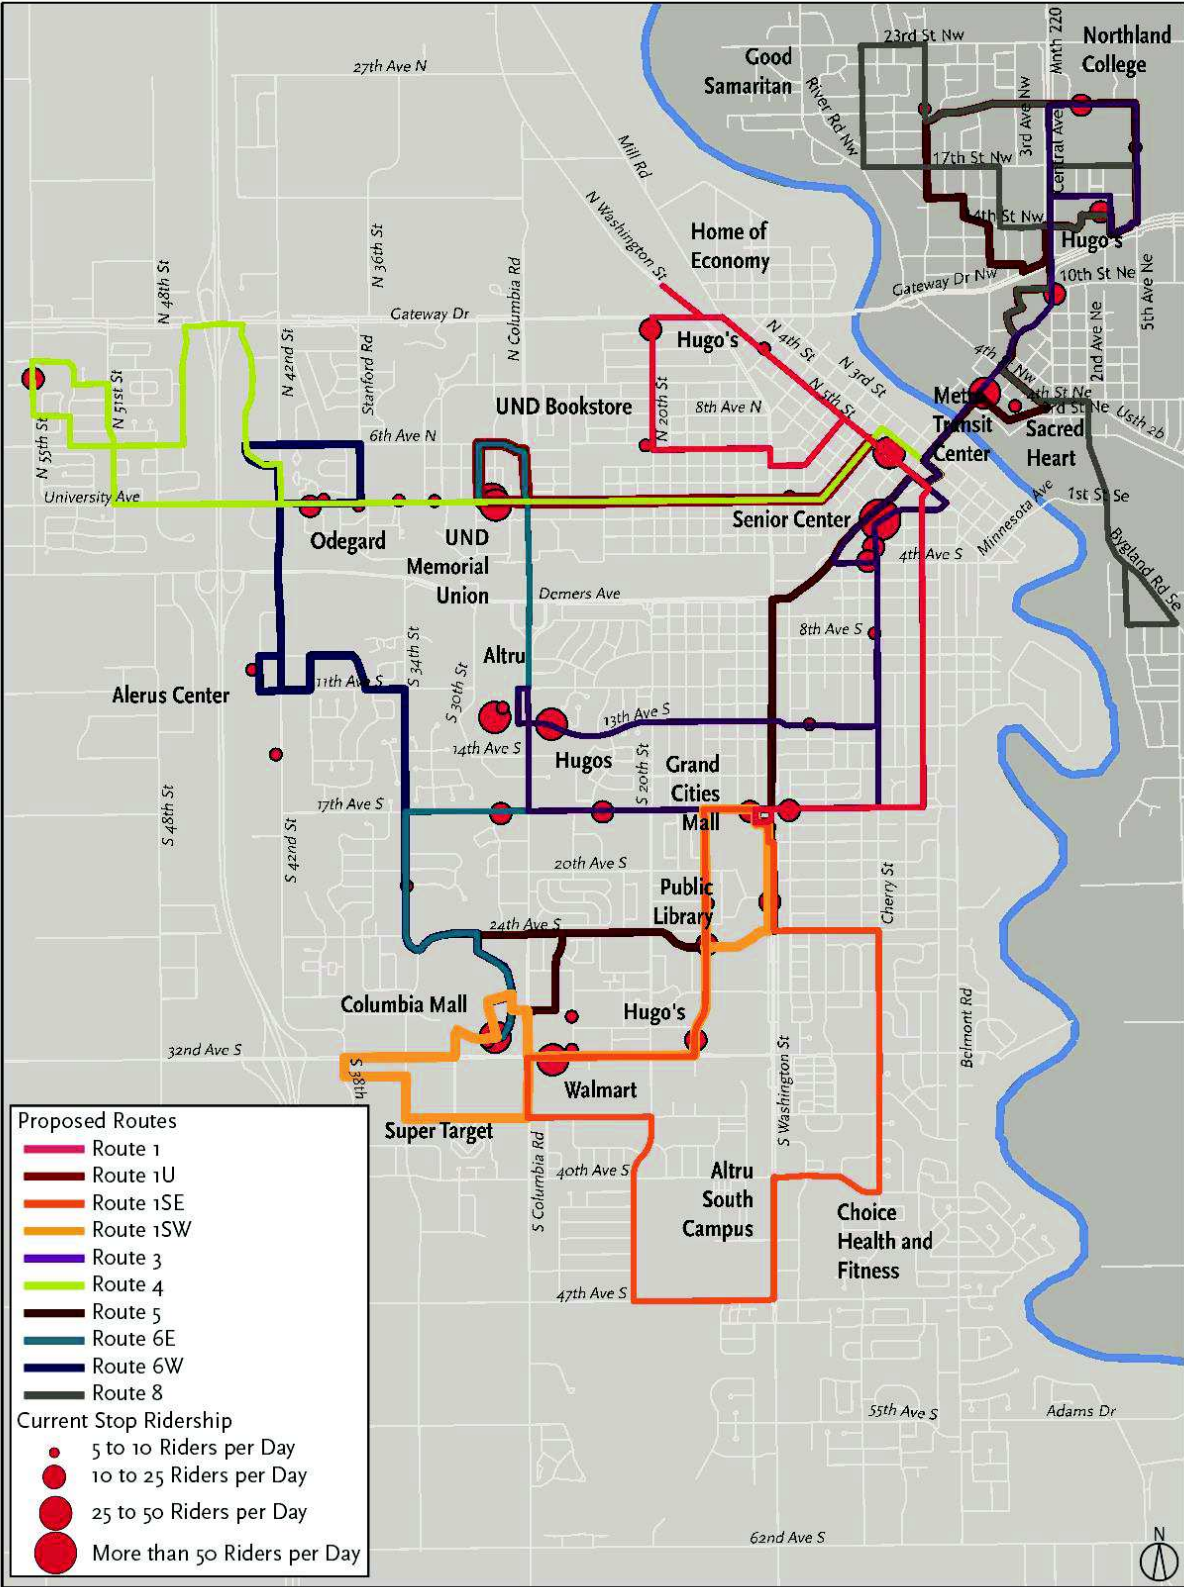 23rd St Nw
Mnth 220
Northland
College
Good
Samaritan
27th Ave N
River Rd Nw
3rd Ave Nw
Central Ave
Mill Rd
17th St Nw
N Washington St
Home of
Economy
14th St Nw
Hugo's
N 36th St
N 48th St
N Columbia Rd
Gateway Dr Nw
10th St Ne
5th Ave Ne
Gateway Dr
N 4th St
Hugo's
N 42nd St
Stanford Rd
N 3rd St
4th St Nw
2nd Ave Ne
N 51st St
N 5th St
N 20th St
UND Bookstore
8th Ave N
Metro
Transit
Center
4th St Ne
3rd St Ne
Usth 2b
Sacred
Heart
N 55th St
6th Ave N
University Ave
1st St Se
Odegard
UND
Memorial
Union
Senior Center
Minnesota Ave
4th Ave S
Bygland Rd Se
Demers Ave
8th Ave S
Altru
S 34th St
S 30th St
Alerus Center
11th Ave S
13th Ave S
14th Ave S
Hugos
S 20th St
Grand
Cities
Mall
17th Ave S
S 48th St
S 42nd St
20th Ave S
Public
Library
Cherry St
24th Ave S
Columbia Mall
Hugo's
Belmont Rd
32nd Ave S
S 38th
Walmart
S Washington St
Super Target
S Columbia Rd
40th Ave S
Altru
South
Campus
Choice
Health and
Fitness
47th Ave S
55th Ave S
Adams Dr
62nd Ave S
N
Proposed Routes
Route 1
Route 1U
Route 1SE
Route 1SW
Route 3
Route 4
Route 5
Route 6E
Route 6W
Route 8
Current Stop Ridership
5 to 10 Riders per Day
10 to 25 Riders per Day
25 to 50 Riders per Day
More than 50 Riders per Day